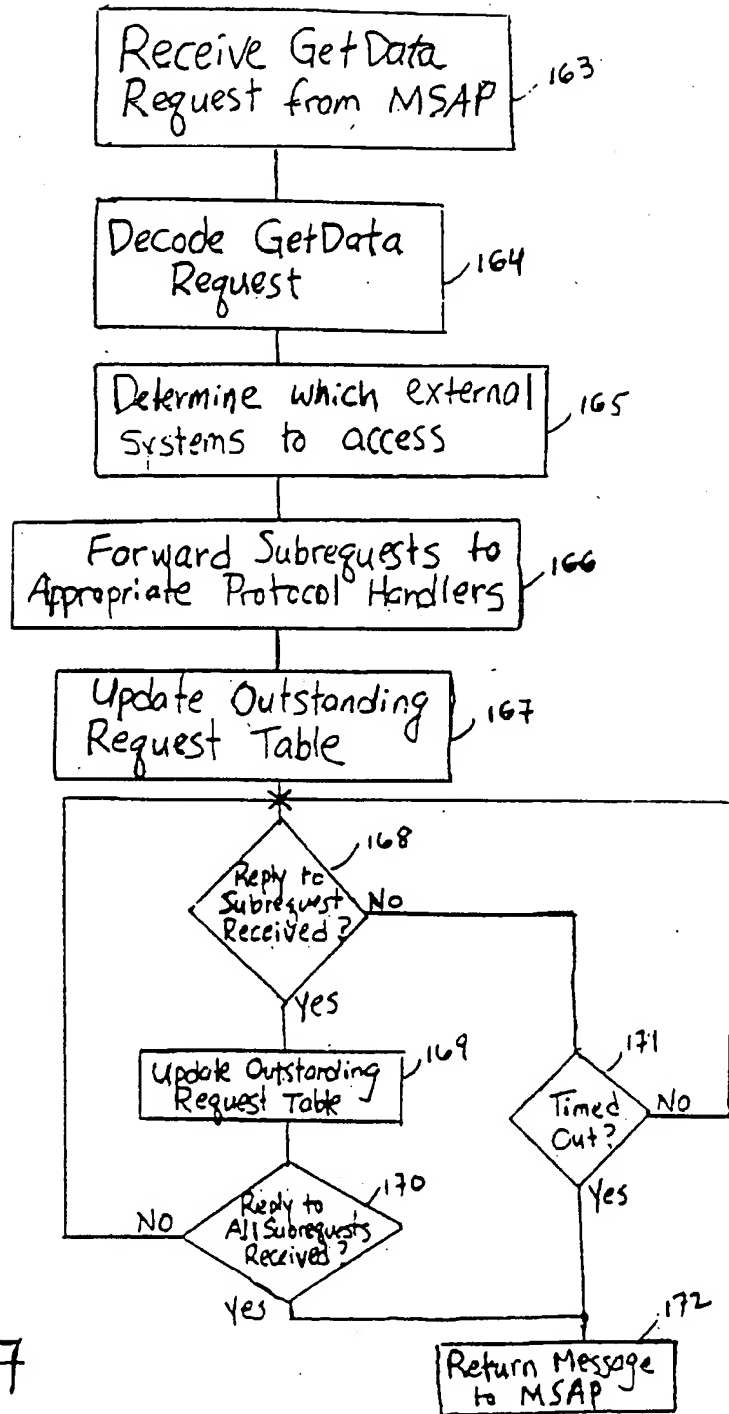 Receive GetData
Request from MSAP
163
Decode GetData
Request
164
Determine which external
systems to access
165
Forward Subrequests to
Appropriate Protocol Handlers
166
Update Outstanding
Request Table
167
168
Reply to
Subrequest
Received?
NO
Yes
169
Update Outstanding
Request Table
171
Timed
Out?
NO
Yes
170
Reply to
All Subrequests
Received?
NO
Yes
172
Return Message
to MSAP
7